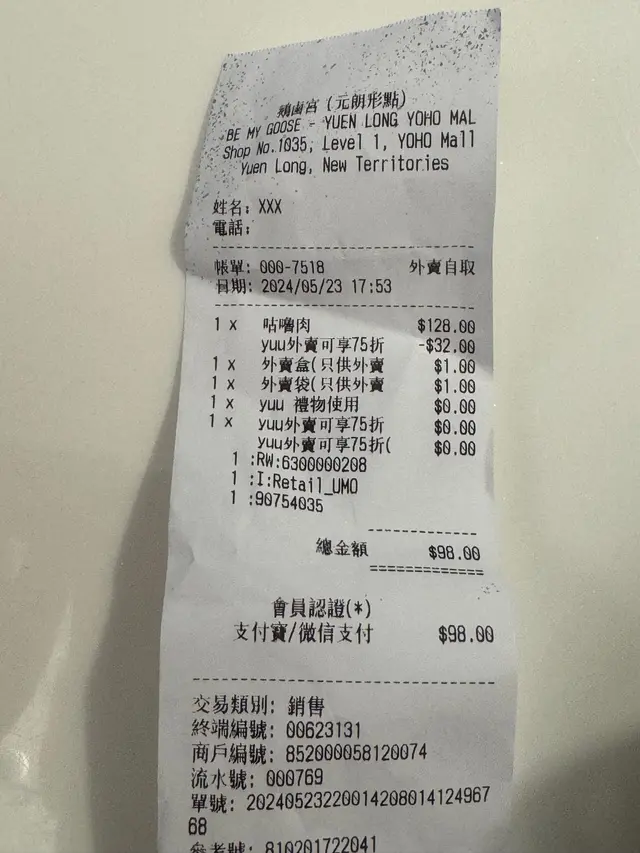 鵝滷宮 (元朗形點)
BE MY GOOSE - YUEN LONG YOHO MAL
Shop No.1035, Level 1, YOHO Mall
Yuen Long, New Territories
姓名: XXX
電話:
帳單: 000-7518 外賣自取
日期: 2024/05/23 17:53
1 x 咕嚕肉 $128.00
yuu外賣可享75折 -$32.00
1 x 外賣盒(只供外賣 $1.00
1 x 外賣袋(只供外賣 $1.00
1 x yuu 禮物使用 $0.00
1 x yuu外賣可享75折 $0.00
yuu外賣可享75折( $0.00
1 :RW:6300000208
1 :I:Retail_UMO
1 :90754035
總金額 $98.00
會員認證(*)
支付寶/微信支付 $98.00
交易類別: 銷售
終端編號: 00623131
商戶編號: 852000058120074
流水號: 000769
單號: 20240523220014208014124967
68
參考號: 810201722041